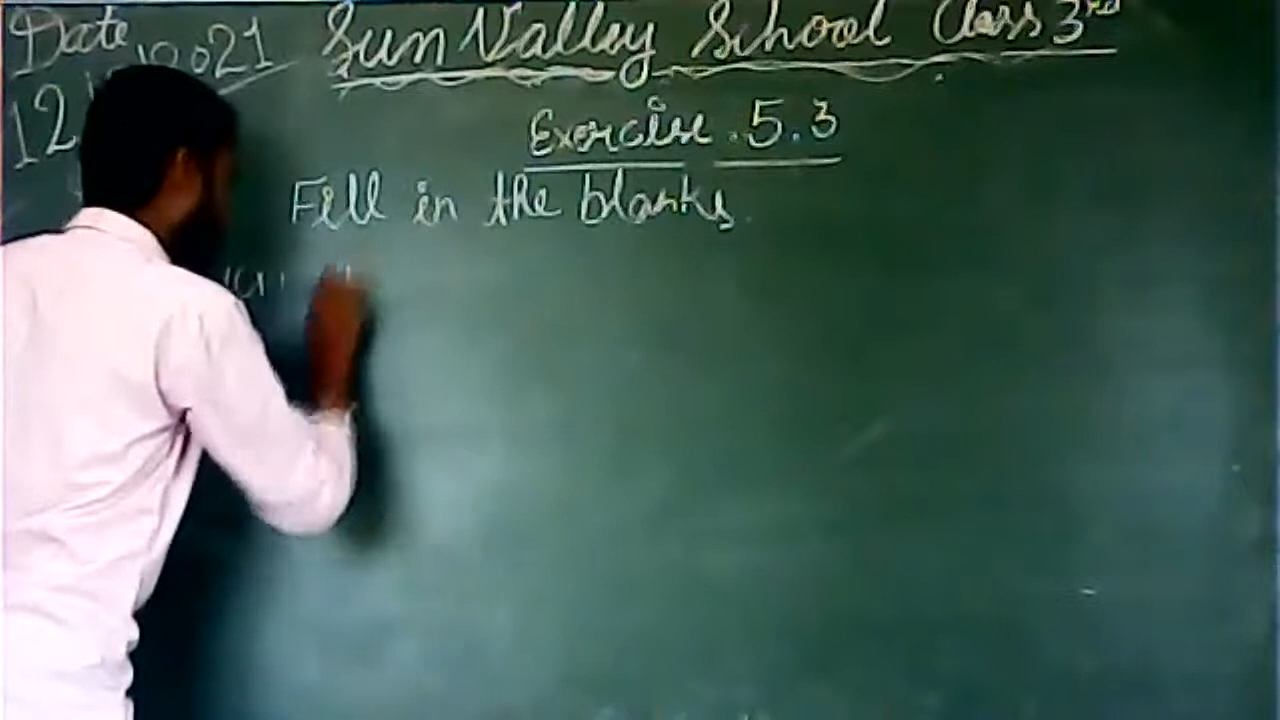 Date Sun Valley School Class 3rd
12
Exercise .5.3
Fill in the blanks.
(a)